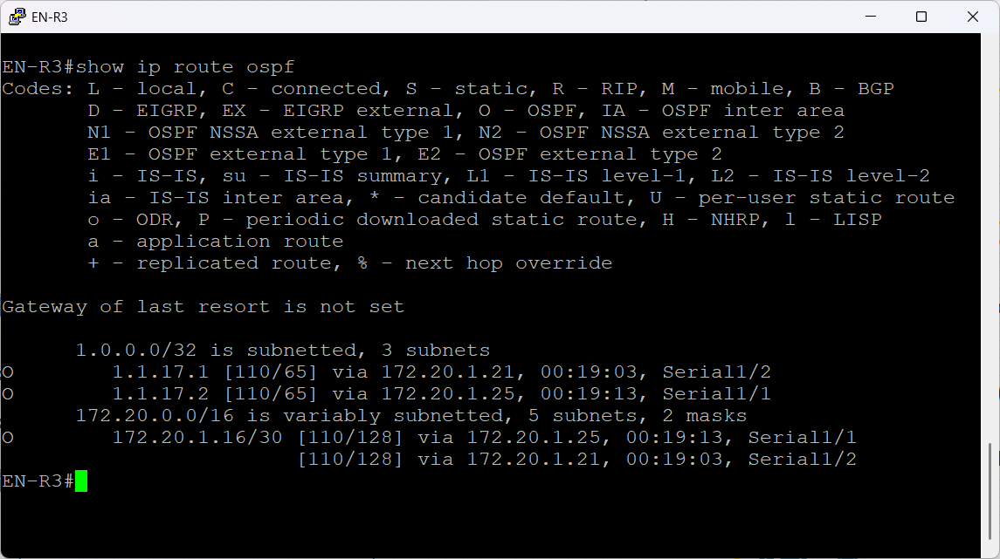 EN-R3
EN-R3#show ip route ospf
Codes: L - local, C - connected, S - static, R - RIP, M - mobile, B - BGP
       D - EIGRP, EX - EIGRP external, O - OSPF, IA - OSPF inter area
       N1 - OSPF NSSA external type 1, N2 - OSPF NSSA external type 2
       E1 - OSPF external type 1, E2 - OSPF external type 2
       i - IS-IS, su - IS-IS summary, L1 - IS-IS level-1, L2 - IS-IS level-2
       ia - IS-IS inter area, * - candidate default, U - per-user static route
       o - ODR, P - periodic downloaded static route, H - NHRP, l - LISP
       a - application route
       + - replicated route, % - next hop override
Gateway of last resort is not set
      1.0.0.0/32 is subnetted, 3 subnets
O        1.1.17.1 [110/65] via 172.20.1.21, 00:19:03, Serial1/2
O        1.1.17.2 [110/65] via 172.20.1.25, 00:19:13, Serial1/1
      172.20.0.0/16 is variably subnetted, 5 subnets, 2 masks
O        172.20.1.16/30 [110/128] via 172.20.1.25, 00:19:13, Serial1/1
                        [110/128] via 172.20.1.21, 00:19:03, Serial1/2
EN-R3#